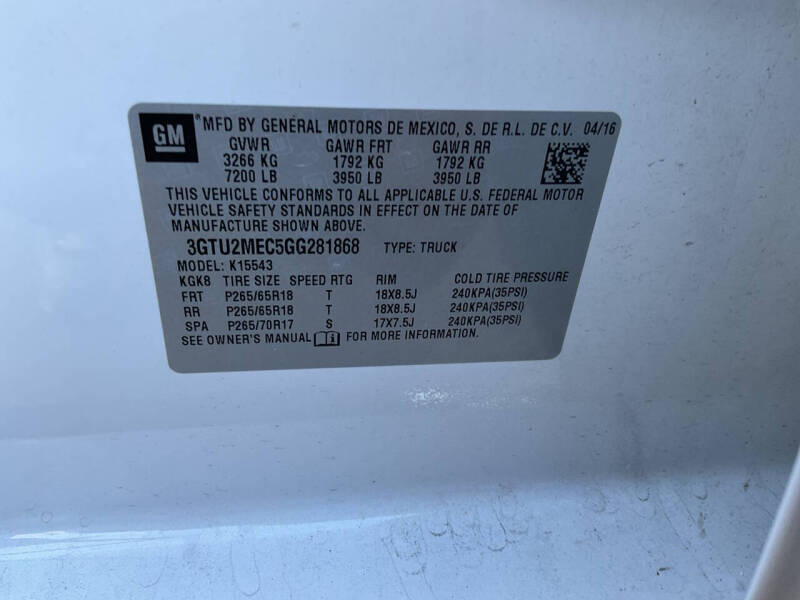 GM ® MFD BY GENERAL MOTORS DE MEXICO, S. DE R.L. DE C.V. 04/16
GVWR GAWR FRT GAWR RR
3266 KG 1792 KG 1792 KG
7200 LB 3950 LB 3950 LB
THIS VEHICLE CONFORMS TO ALL APPLICABLE U.S. FEDERAL MOTOR
VEHICLE SAFETY STANDARDS IN EFFECT ON THE DATE OF
MANUFACTURE SHOWN ABOVE.
3GTU2MEC5GG281868 TYPE: TRUCK
MODEL: K15543
KGK8 TIRE SIZE SPEED RTG RIM COLD TIRE PRESSURE
FRT P265/65R18 T 18X8.5J 240KPA(35PSI)
RR P265/65R18 T 18X8.5J 240KPA(35PSI)
SPA P265/70R17 S 17X7.5J 240KPA(35PSI)
SEE OWNER'S MANUAL FOR MORE INFORMATION.